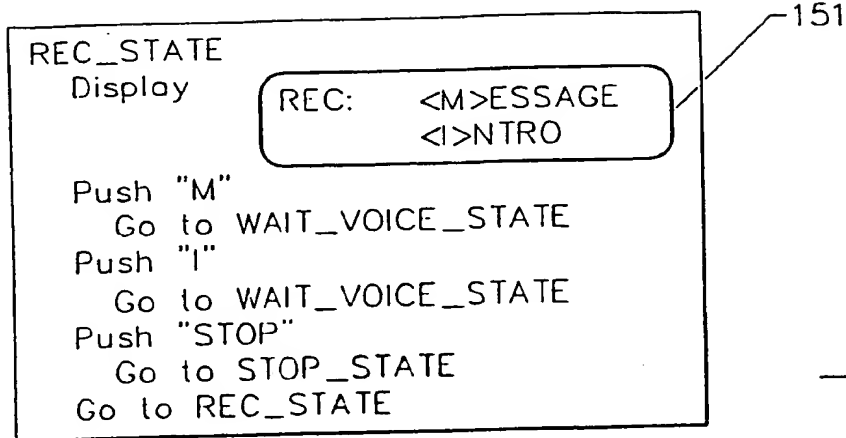 151
REC_STATE
Display
REC: <M>ESSAGE
<I>NTRO
Push "M"
Go to WAIT_VOICE_STATE
Push "I"
Go to WAIT_VOICE_STATE
Push "STOP"
Go to STOP_STATE
Go to REC_STATE